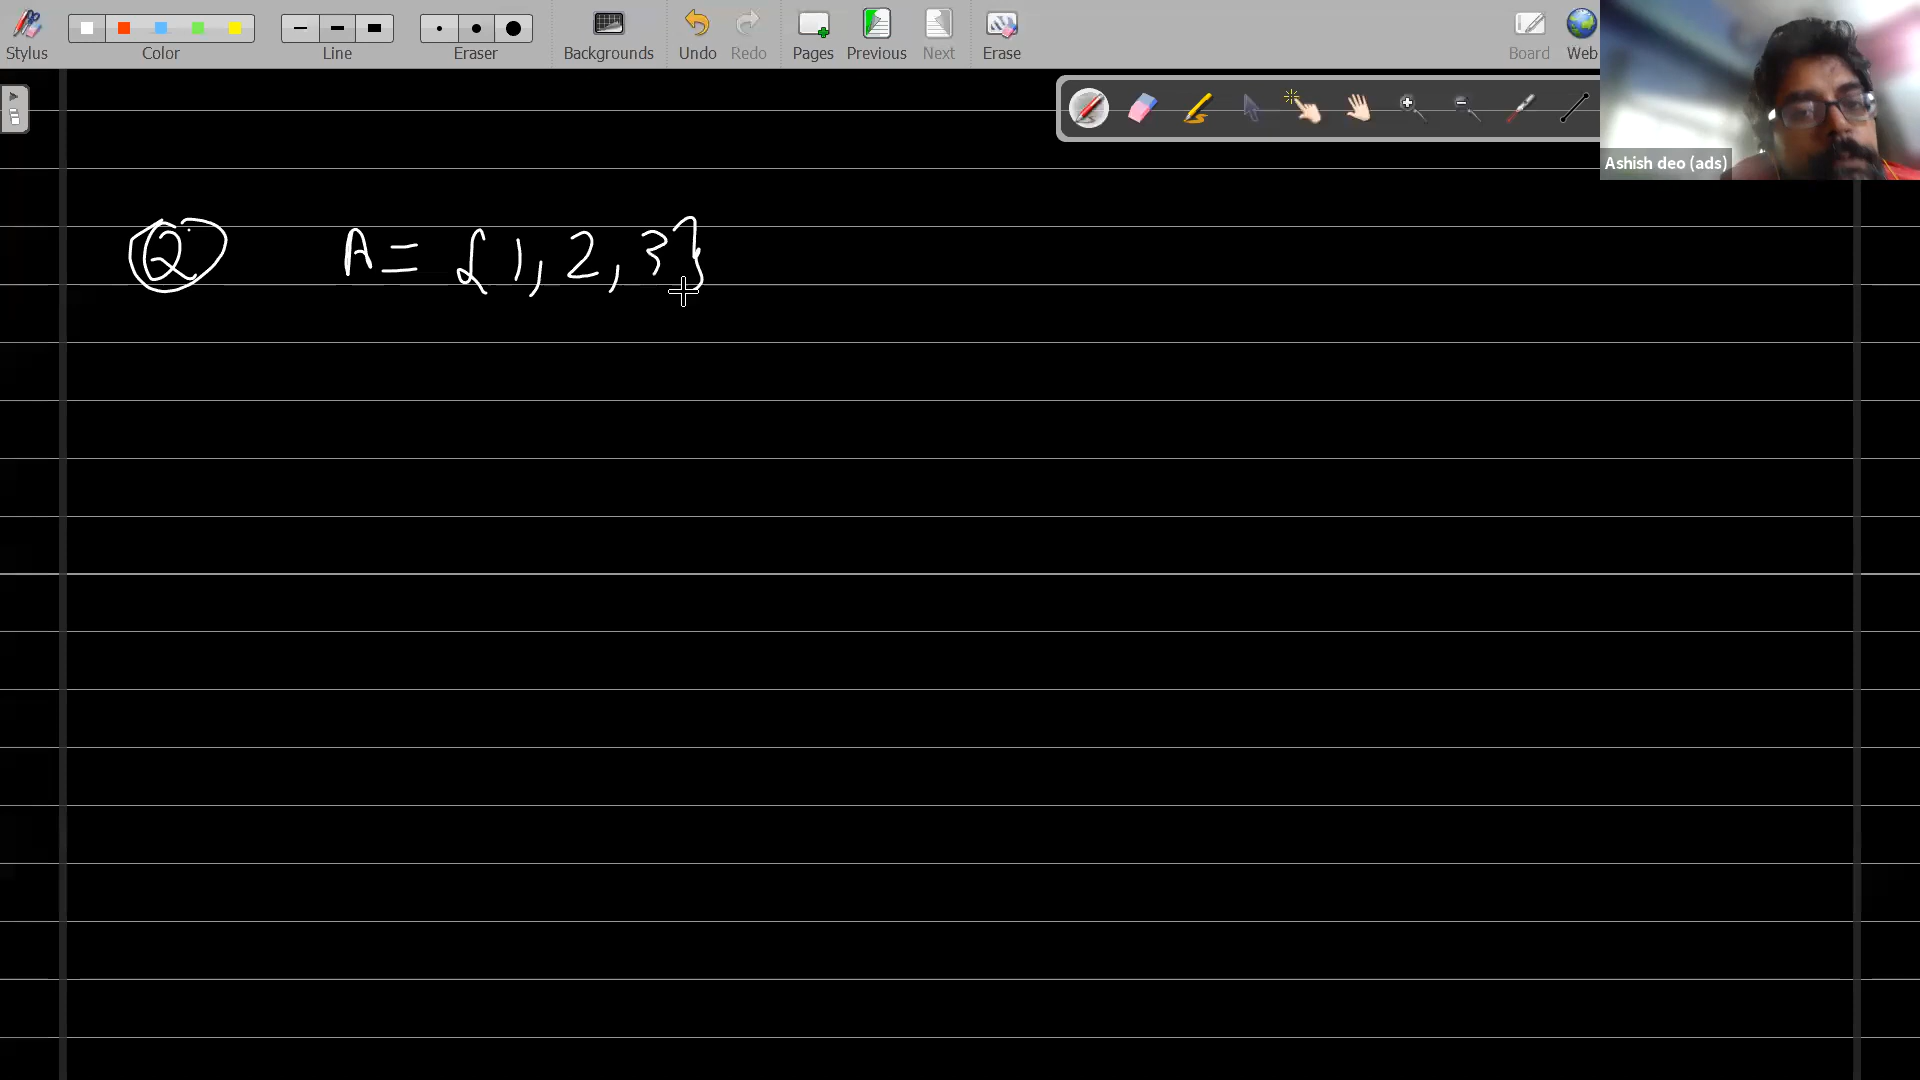 Stylus Color Line Eraser Backgrounds Undo Redo Pages Previous Next Erase Board Web
Ashish deo (ads)
Q A = {1, 2, 3}